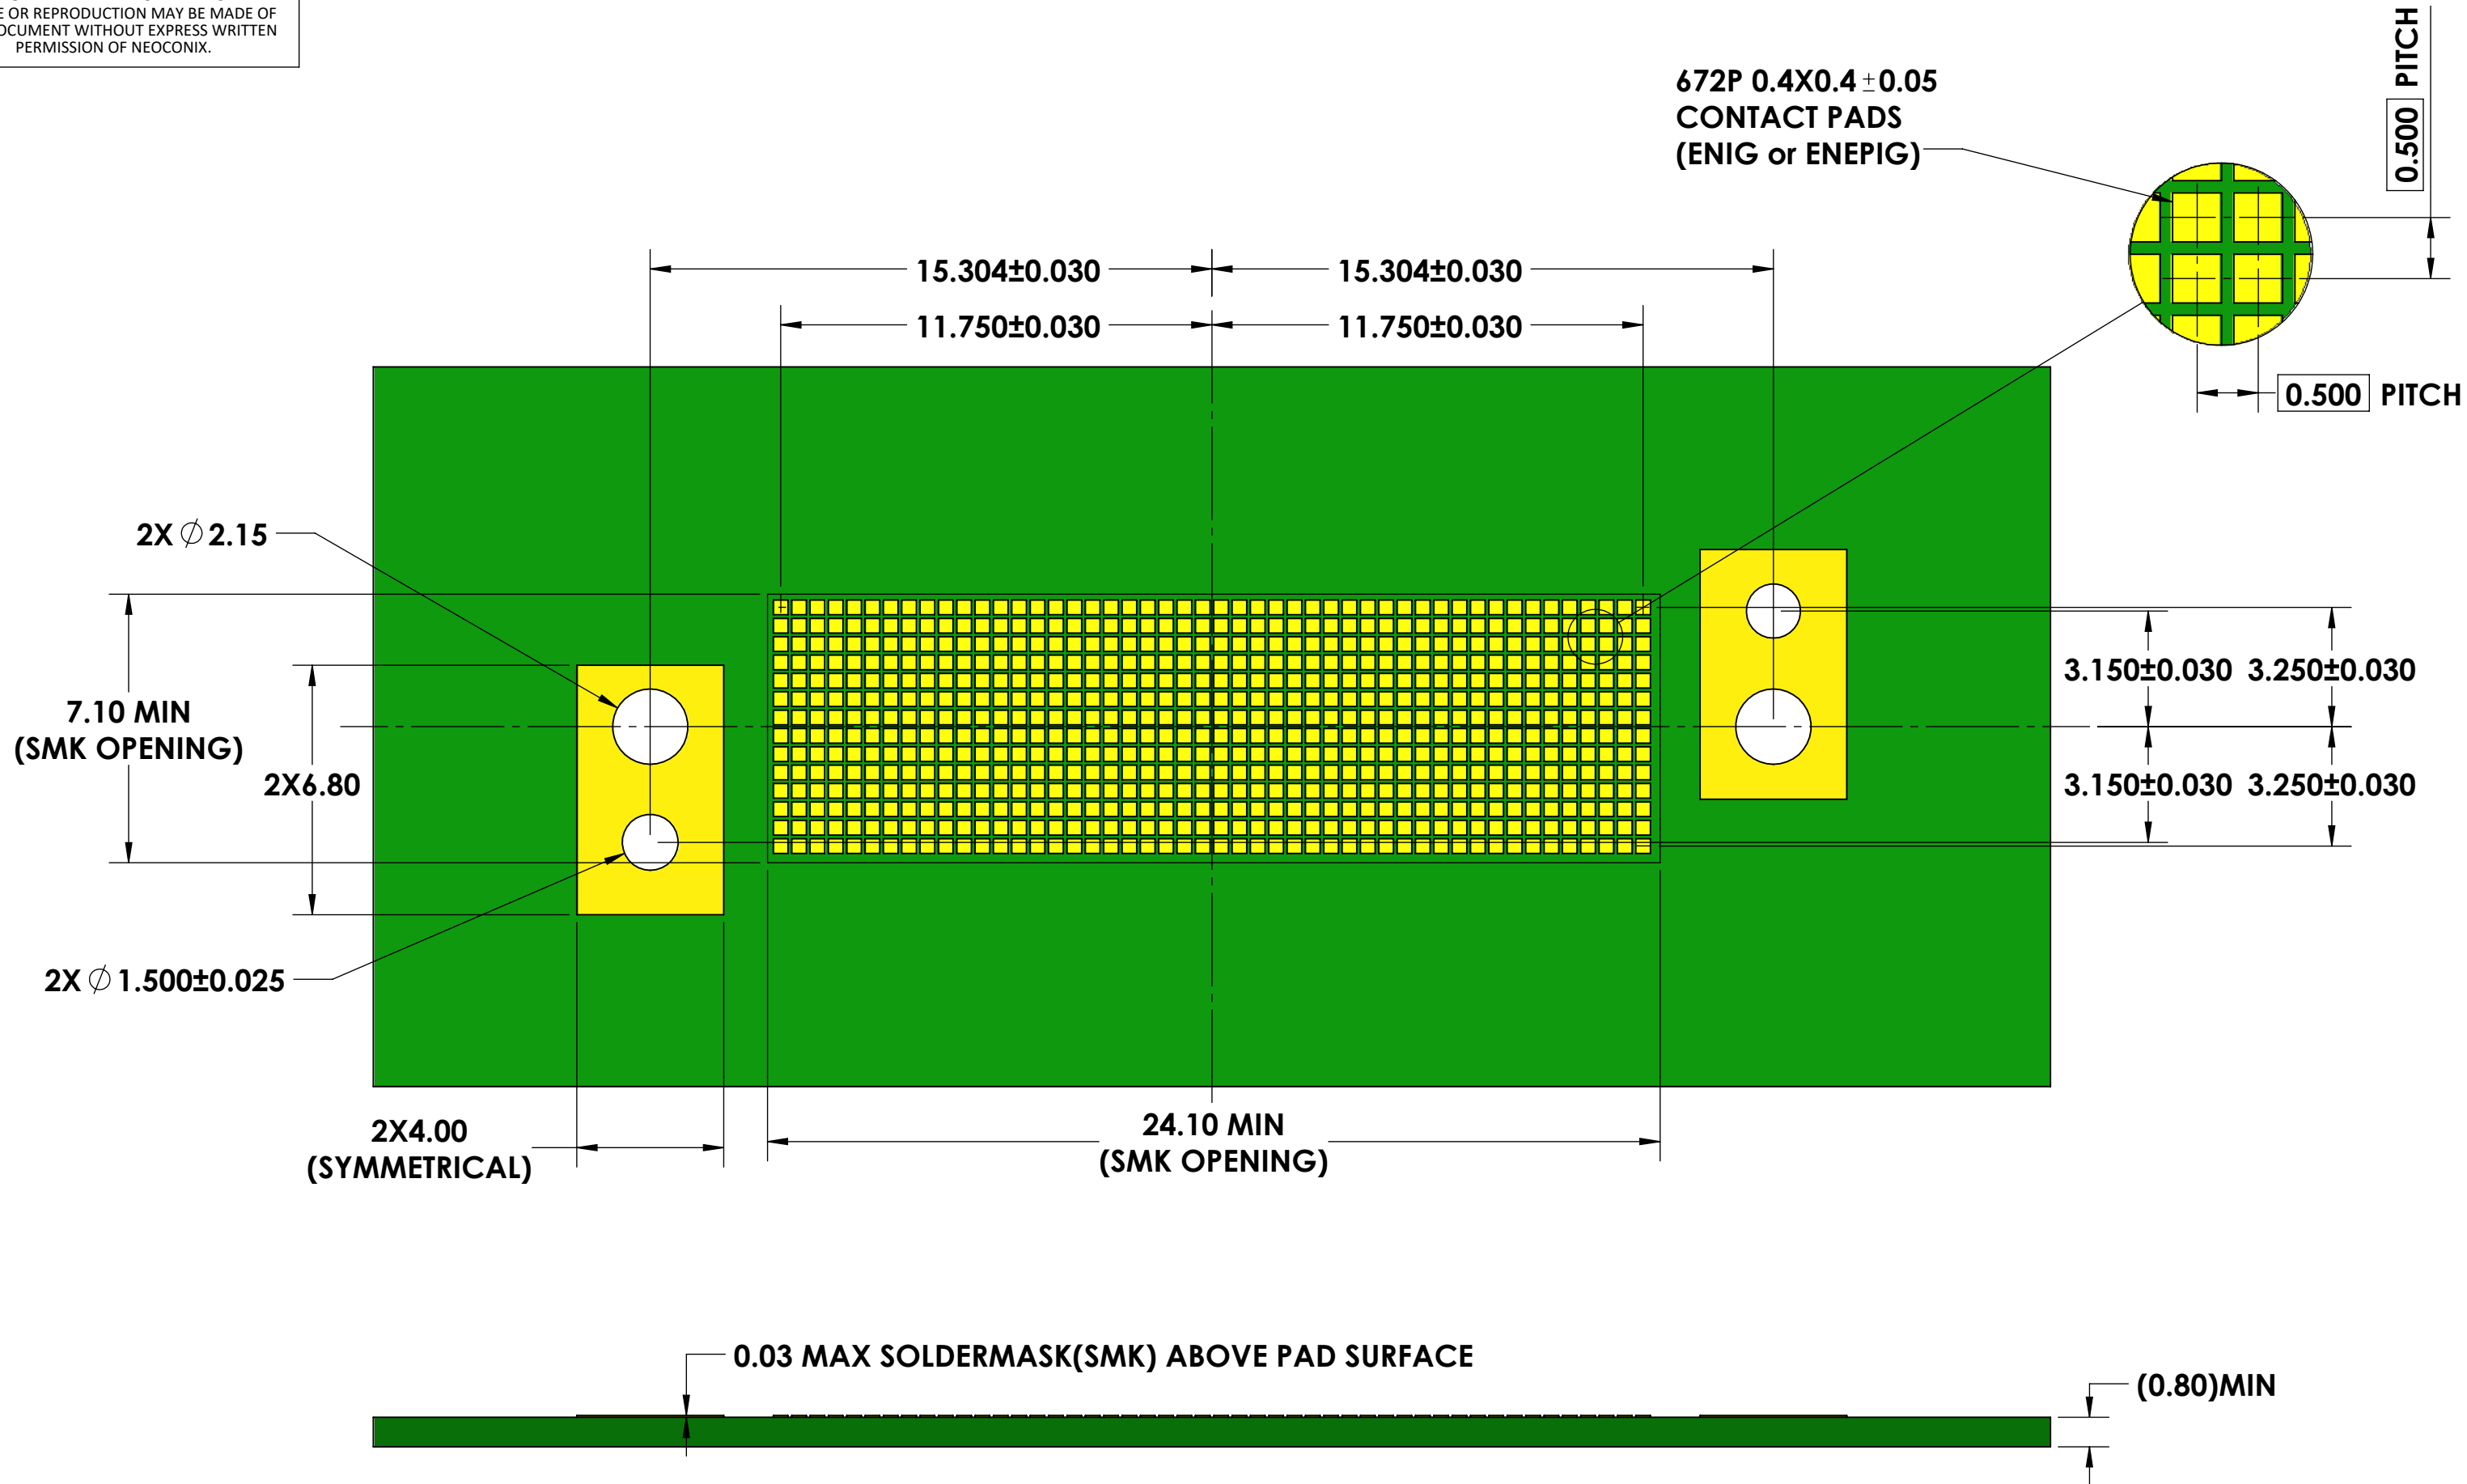 E OR REPRODUCTION MAY BE MADE OF
OCUMENT WITHOUT EXPRESS WRITTEN
PERMISSION OF NEOCONIX.
672P 0.4X0.4 ±0.05
CONTACT PADS
(ENIG or ENEPIG)
0.500 PITCH
15.304±0.030 15.304±0.030
11.750±0.030 11.750±0.030
0.500 PITCH
2X ∅ 2.15
3.150±0.030 3.250±0.030
7.10 MIN
(SMK OPENING)
2X6.80
3.150±0.030 3.250±0.030
2X ∅ 1.500±0.025
2X4.00
(SYMMETRICAL)
24.10 MIN
(SMK OPENING)
0.03 MAX SOLDERMASK(SMK) ABOVE PAD SURFACE
(0.80)MIN